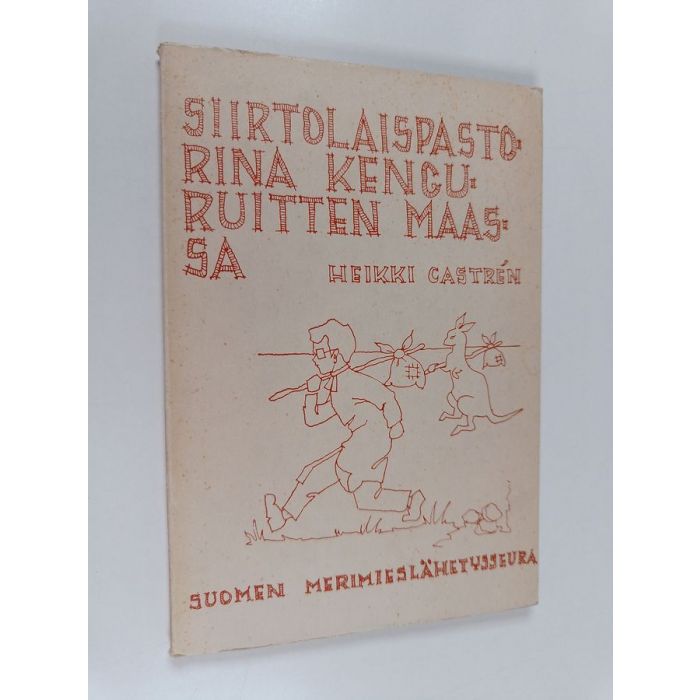 SIIRTOLAISPASTO-
RINA KENGU-
RUITTEN MAAS-
SA
HEIKKI CASTRÉN
SUOMEN MERIMIESLÄHETYSSEURA